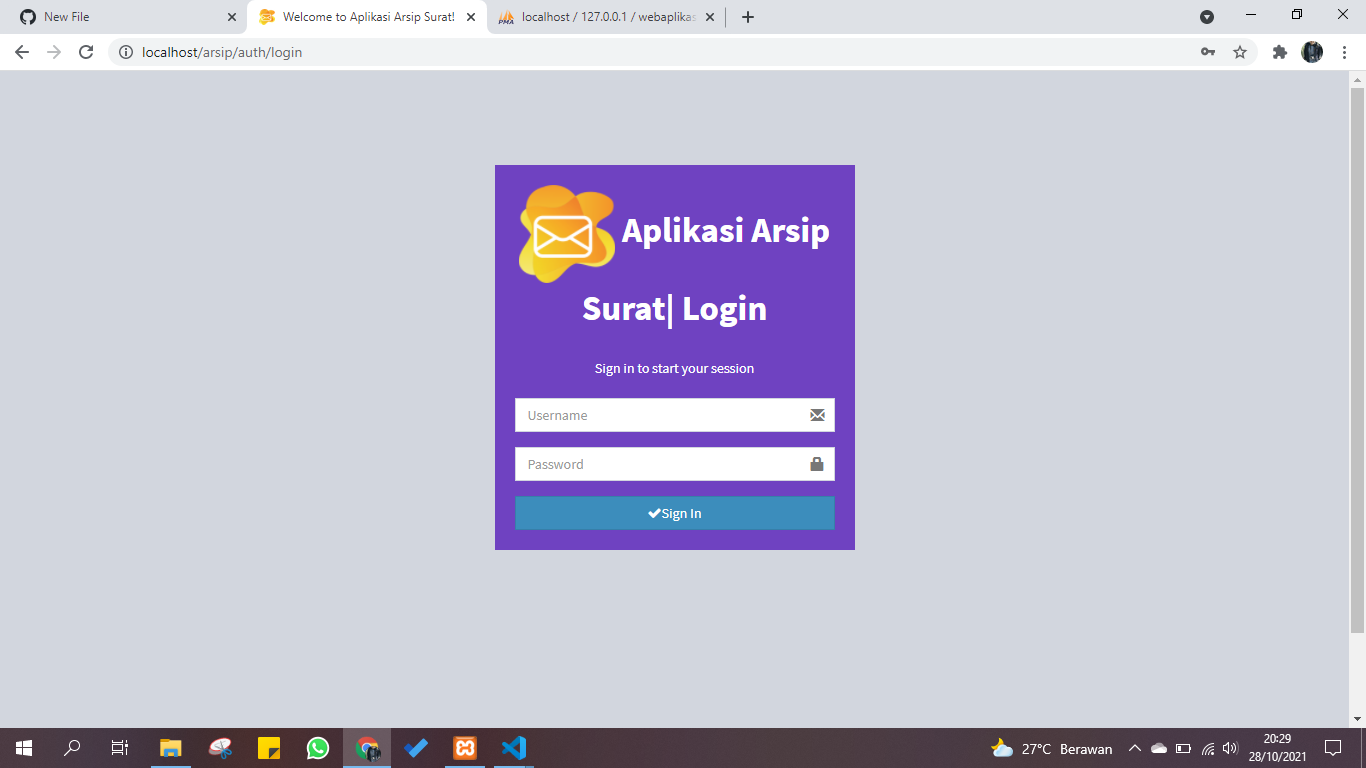 New File
Welcome to Aplikasi Arsip Surat!
localhost / 127.0.0.1 / webaplikas
localhost/arsip/auth/login
Aplikasi Arsip
Surat| Login
Sign in to start your session
Username
Password
Sign In
27°C Berawan
20:29
28/10/2021